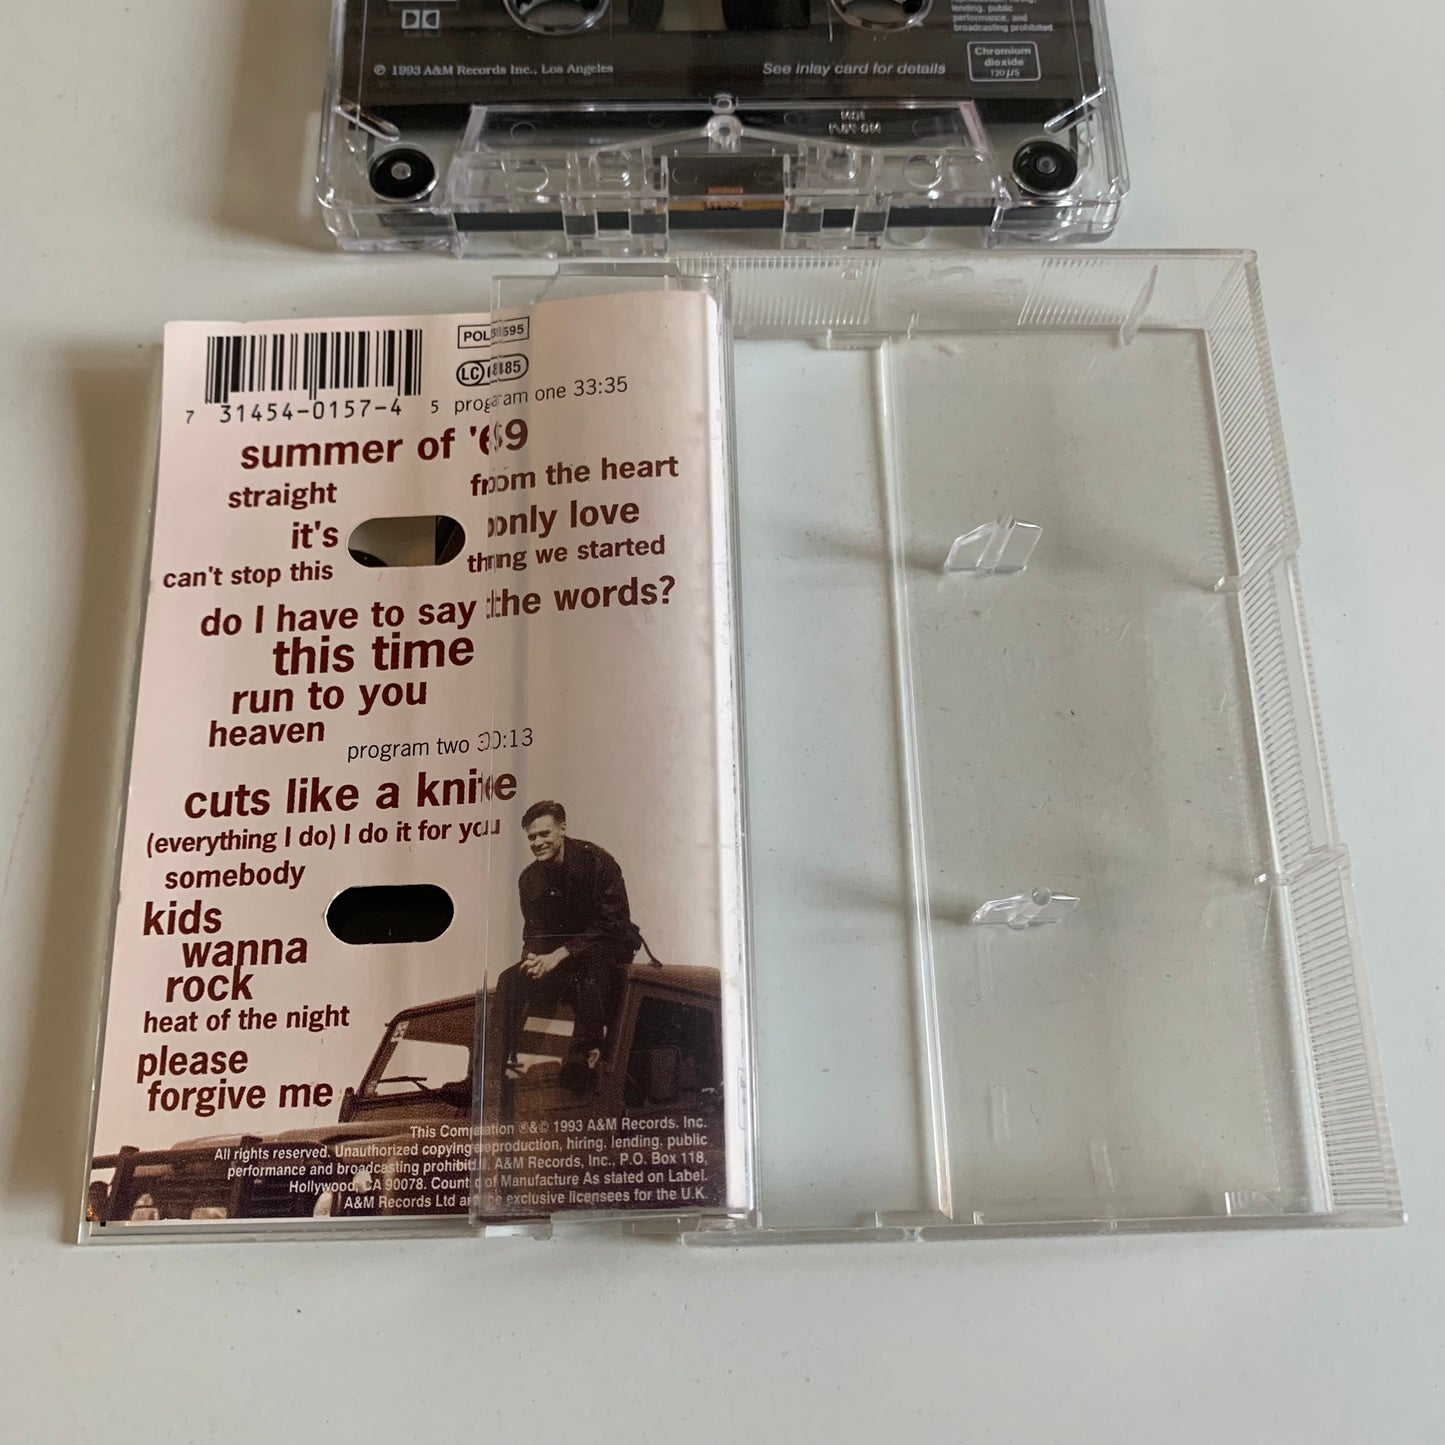 lending, public
performance, and
broadcasting prohibited
℗ 1993 A&M Records Inc., Los Angeles
See inlay card for details
Chromium
dioxide
120 µS
7 31454-0157-4 5
LC
program one 33:35
summer of '69
straight from the heart
it's only love
can't stop this thing we started
do I have to say the words?
this time
run to you
heaven
program two 30:13
cuts like a knife
(everything I do) I do it for you
somebody
kids
wanna
rock
heat of the night
please
forgive me
This Compilation ℗&© 1993 A&M Records, Inc.
All rights reserved. Unauthorized copying, reproduction, hiring, lending, public
performance and broadcasting prohibited. A&M Records, Inc., P.O. Box 118,
Hollywood, CA 90078. Country of Manufacture As stated on Label.
A&M Records Ltd are the exclusive licensees for the U.K.